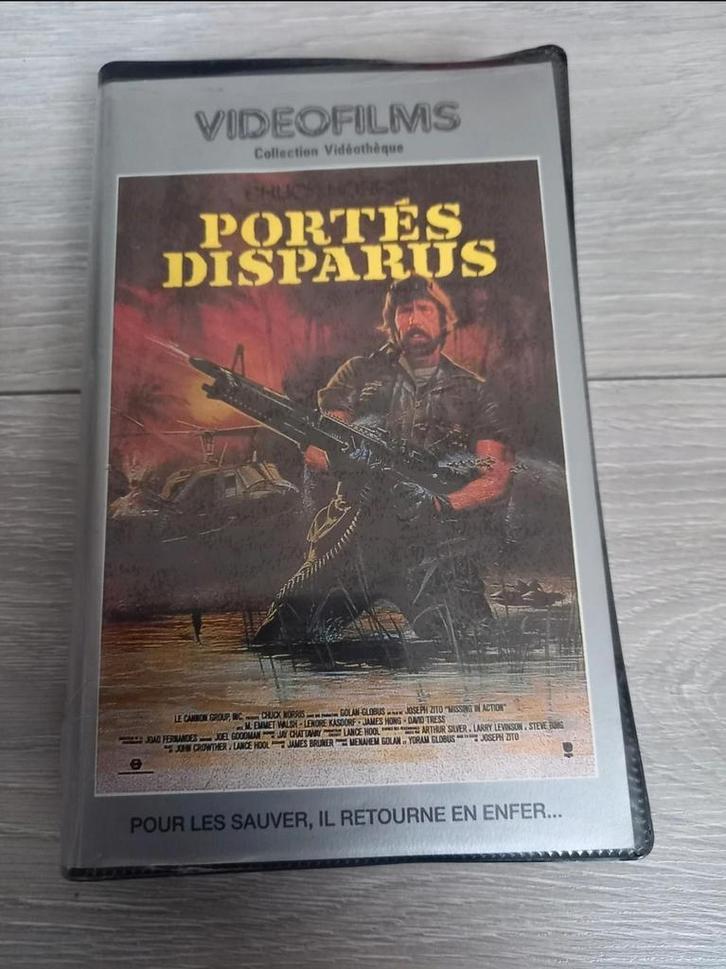 VIDEOFILMS
Collection Vidéothèque
CHUCK NORRIS
PORTÉS
DISPARUS
LE CANNON GROUP, INC. CHUCK NORRIS GOLAN-GLOBUS JOSEPH ZITO "MISSING IN ACTION"
M. EMMET WALSH - LENORE KASDORF - JAMES HONG - DAVID TRESS
JOAO FERNANDES JOEL GOODMAN JAY CHATTAWAY LANCE HOOL ARTHUR SILVER LARRY LEVINSON STEVE BING
JOHN CROWTHER LANCE HOOL JAMES BRUNER MENAHEM GOLAN YORAM GLOBUS JOSEPH ZITO
POUR LES SAUVER, IL RETOURNE EN ENFER...